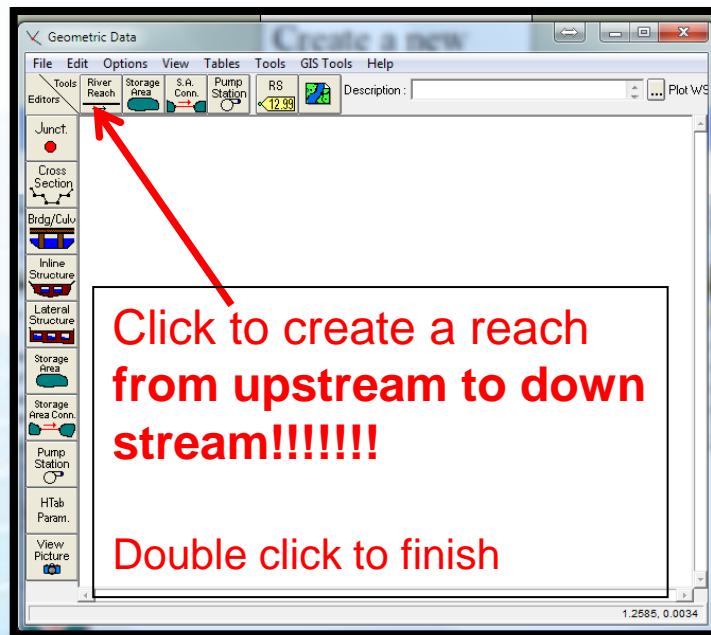 Create a new
Geometric Data
File Edit Options View Tables Tools GIS Tools Help
Tools
Editors
River
Reach
Storage
Area
S.A.
Conn.
Pump
Station
RS
12.99
Description :
...
Plot WS
Junct.
Cross
Section
Brdg/Culv
Inline
Structure
Lateral
Structure
Storage
Area
Storage
Area Conn.
Pump
Station
HTab
Param.
View
Picture
Click to create a reach
from upstream to down
stream!!!!!!!
Double click to finish
1.2585, 0.0034